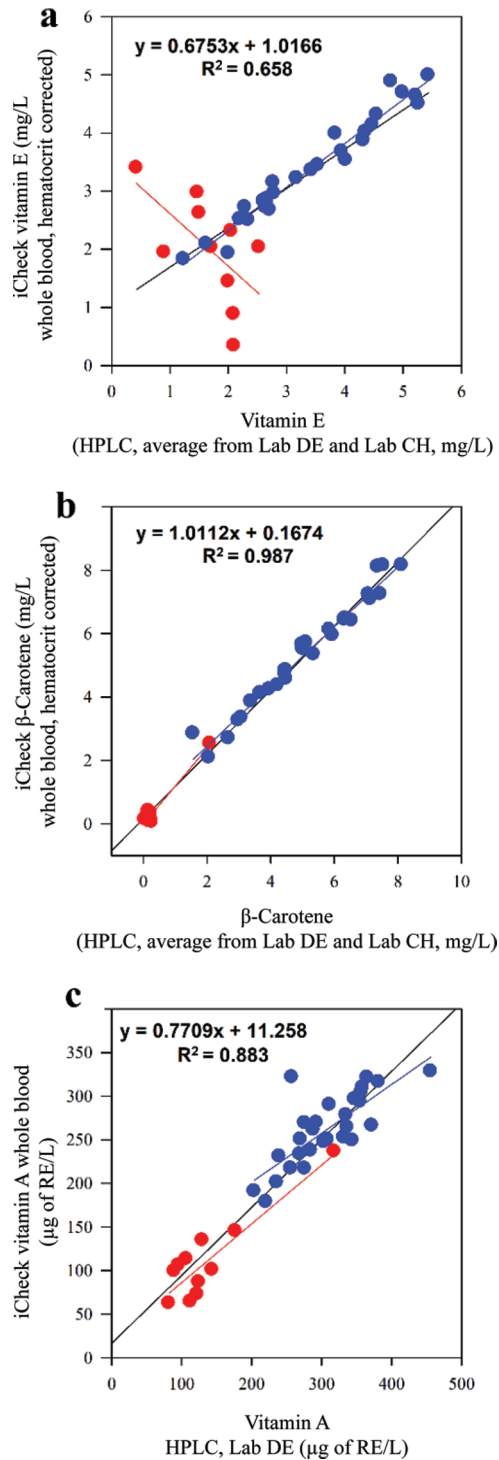 a
y = 0.6753x + 1.0166
R² = 0.658
iCheck vitamin E (mg/L
whole blood, hematocrit corrected)
6
5
4
3
2
1
0
0 1 2 3 4 5 6
Vitamin E
(HPLC, average from Lab DE and Lab CH, mg/L)
b
y = 1.0112x + 0.1674
R² = 0.987
iCheck β-Carotene (mg/L
whole blood, hematocrit corrected)
8
6
4
2
0
0 2 4 6 8 10
β-Carotene
(HPLC, average from Lab DE and Lab CH, mg/L)
c
y = 0.7709x + 11.258
R² = 0.883
iCheck vitamin A whole blood
(µg of RE/L)
350
300
250
200
150
100
50
0
0 100 200 300 400 500
Vitamin A
HPLC, Lab DE (µg of RE/L)